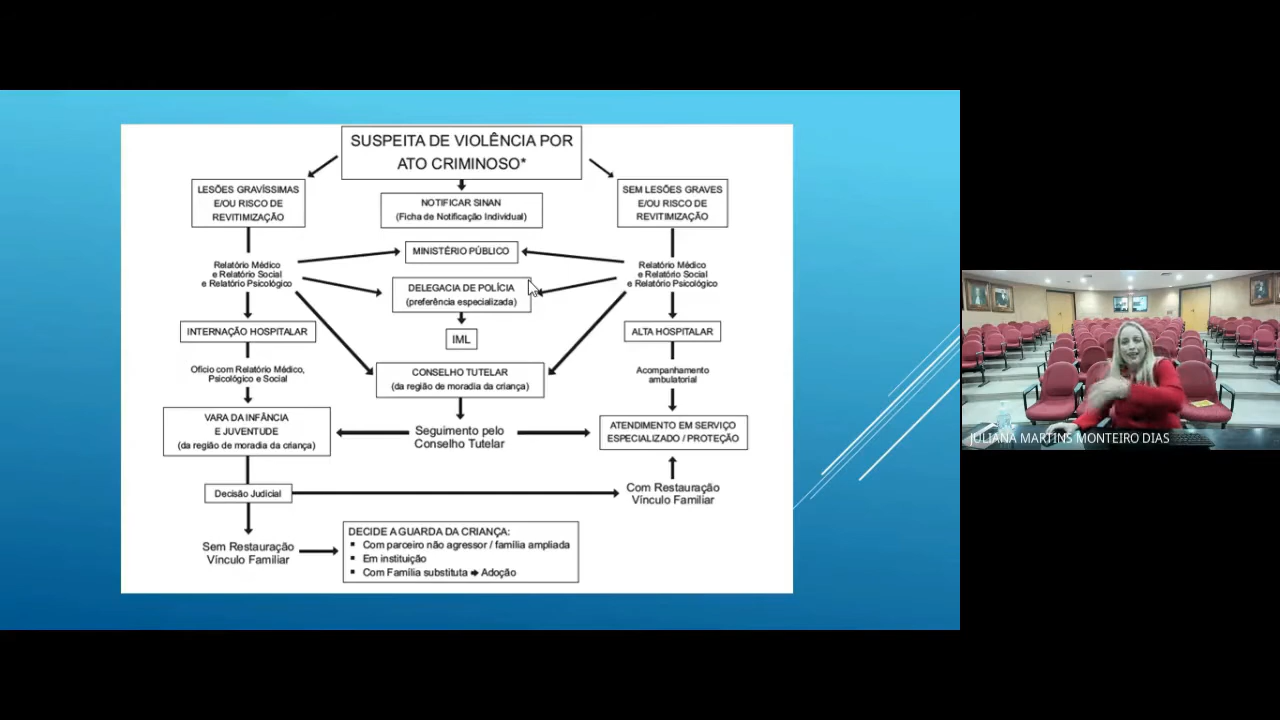 SUSPEITA DE VIOLÊNCIA POR
ATO CRIMINOSO*
LESÕES GRAVÍSSIMAS
E/OU RISCO DE
REVITIMIZAÇÃO
NOTIFICAR SINAN
(Ficha de Notificação Individual)
SEM LESÕES GRAVES
E/OU RISCO DE
REVITIMIZAÇÃO
MINISTÉRIO PÚBLICO
Relatório Médico
e Relatório Social
e Relatório Psicológico
DELEGACIA DE POLÍCIA
(preferência especializada)
Relatório Médico
e Relatório Social
e Relatório Psicológico
INTERNAÇÃO HOSPITALAR
IML
ALTA HOSPITALAR
Ofício com Relatório Médico,
Psicológico e Social
CONSELHO TUTELAR
(da região de moradia da criança)
Acompanhamento
ambulatorial
VARA DA INFÂNCIA
E JUVENTUDE
(da região de moradia da criança)
Seguimento pelo
Conselho Tutelar
ATENDIMENTO EM SERVIÇO
ESPECIALIZADO / PROTEÇÃO
Decisão Judicial
Com Restauração
Vínculo Familiar
Sem Restauração
Vínculo Familiar
DECIDE A GUARDA DA CRIANÇA:
▪ Com parceiro não agressor / família ampliada
▪ Em instituição
▪ Com Família substituta ➡ Adoção
JULIANA MARTINS MONTEIRO DIAS